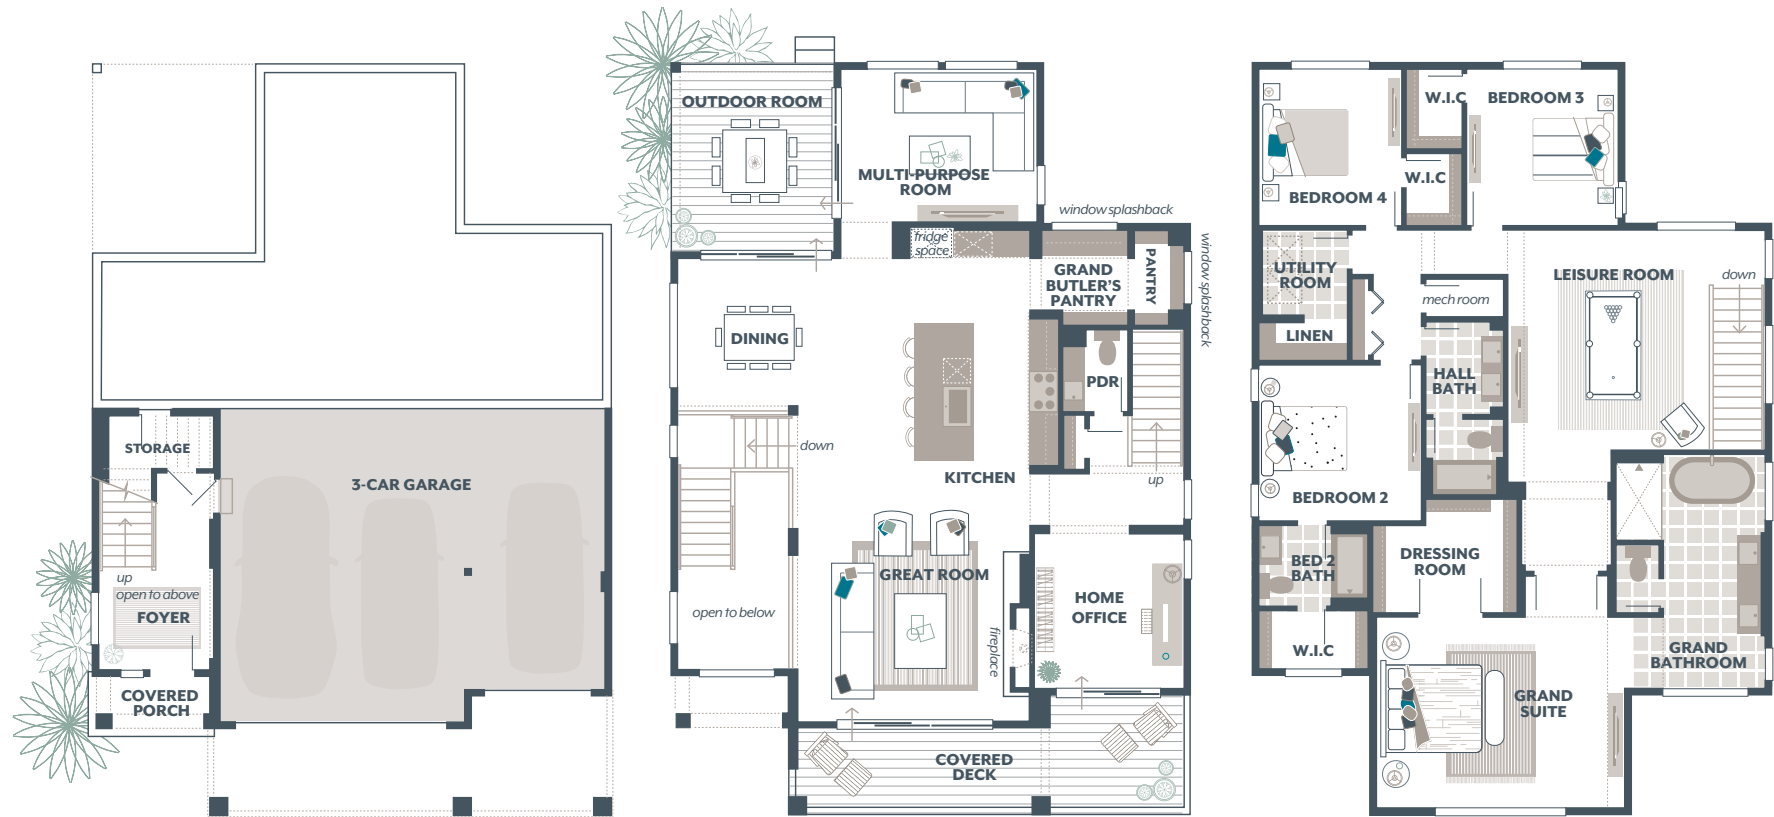 STORAGE
3-CAR GARAGE
up
open to above
FOYER
COVERED
PORCH
OUTDOOR ROOM
MULTI-PURPOSE
ROOM
window splashback
fridge
space
GRAND
BUTLER'S
PANTRY
PANTRY
window splashback
DINING
PDR
down
KITCHEN
up
GREAT ROOM
open to below
fireplace
HOME
OFFICE
COVERED
DECK
W.I.C
BEDROOM 3
W.I.C
BEDROOM 4
UTILITY
ROOM
LEISURE ROOM
down
mech room
LINEN
HALL
BATH
BEDROOM 2
BED 2
BATH
DRESSING
ROOM
W.I.C
GRAND
BATHROOM
GRAND
SUITE